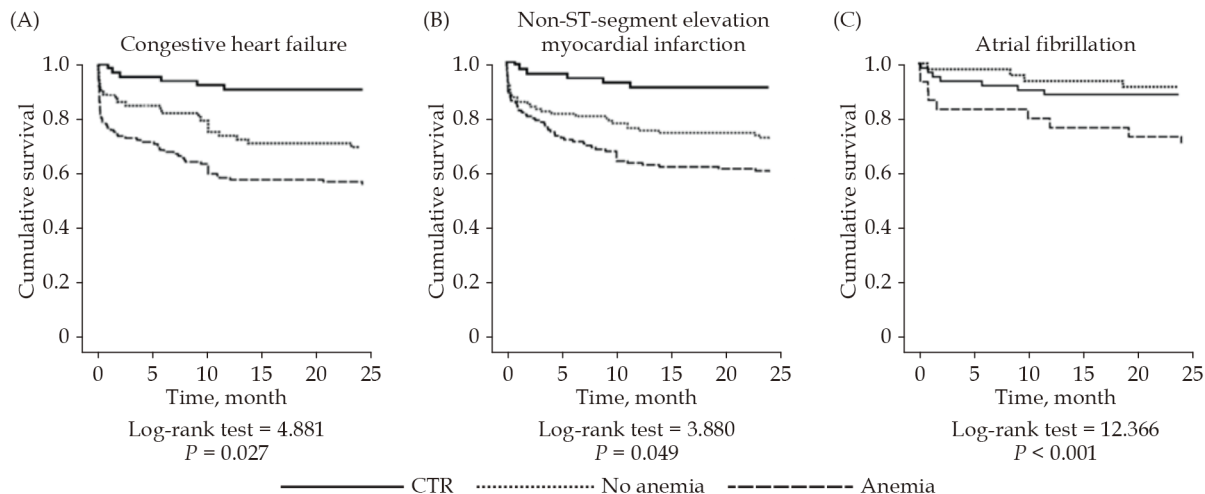 (A)
Congestive heart failure
Cumulative survival
1.0
0.8
0.6
0.4
0.2
0
0 5 10 15 20 25
Time, month
Log-rank test = 4.881
P = 0.027
(B)
Non-ST-segment elevation
myocardial infarction
Cumulative survival
1.0
0.8
0.6
0.4
0.2
0
0 5 10 15 20 25
Time, month
Log-rank test = 3.880
P = 0.049
(C)
Atrial fibrillation
Cumulative survival
1.0
0.8
0.6
0.4
0.2
0
0 5 10 15 20 25
Time, month
Log-rank test = 12.366
P < 0.001
CTR No anemia Anemia